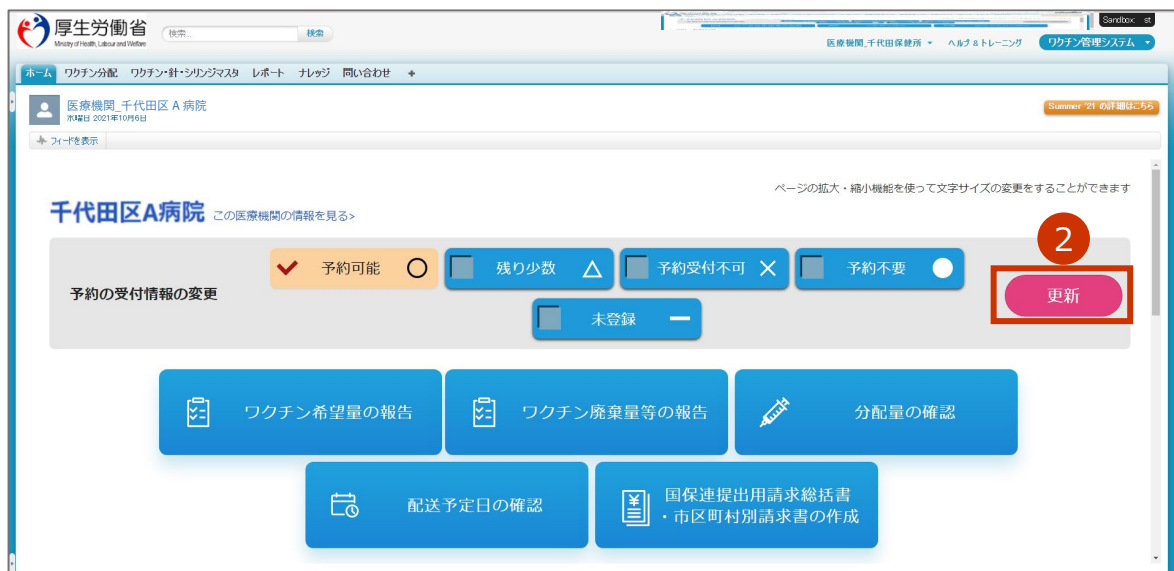 厚生労働省
Ministry of Health, Labour and Welfare
検索...
検索
Sandbox: st
医療機関_千代田保健所
ヘルプ & トレーニング
ワクチン管理システム
ホーム ワクチン分配 ワクチン・針・シリンジマスタ レポート ナレッジ 問い合わせ +
医療機関_千代田区 A 病院
水曜日 2021年10月6日
Summer '21 の詳細はこちら
フィードを表示
ページの拡大・縮小機能を使って文字サイズの変更をすることができます
千代田区A病院 この医療機関の情報を見る>
2
予約の受付情報の変更
予約可能 ○
残り少数 △
予約受付不可 ×
予約不要 ●
未登録 ー
更新
ワクチン希望量の報告
ワクチン廃棄量等の報告
分配量の確認
配送予定日の確認
国保連提出用請求総括書
・市区町村別請求書の作成